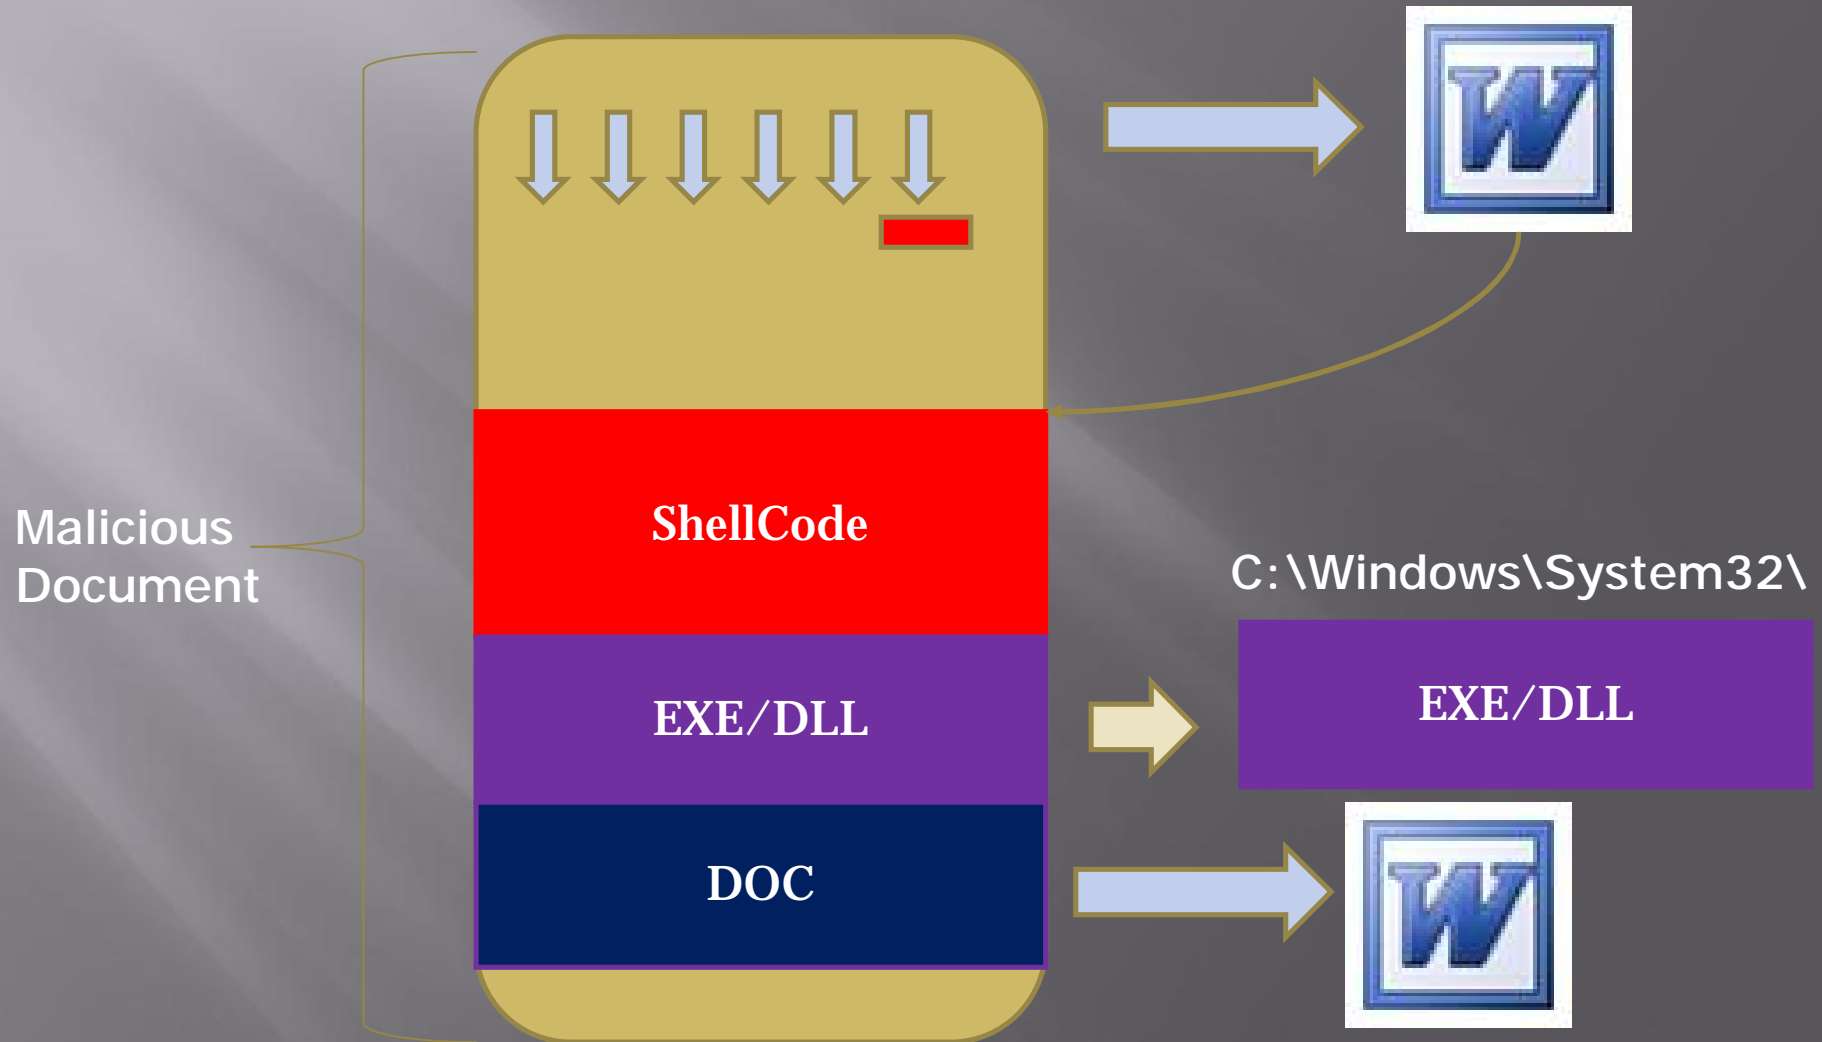 Malicious
Document
ShellCode
EXE/DLL
DOC
C:\Windows\System32\
EXE/DLL
W
W